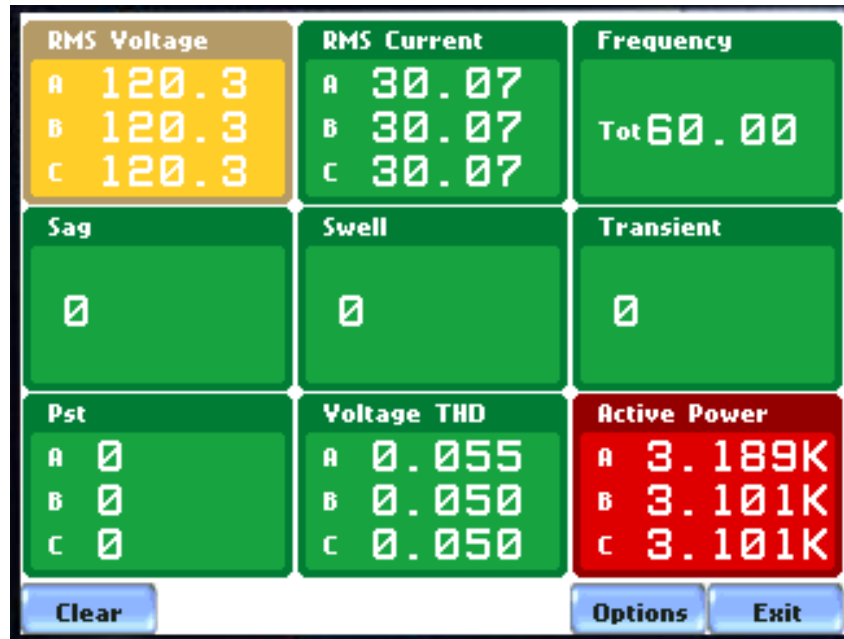 RMS Voltage
A 120.3
B 120.3
C 120.3
RMS Current
A 30.07
B 30.07
C 30.07
Frequency
Tot 60.00
Sag
0
Swell
0
Transient
0
Pst
A 0
B 0
C 0
Voltage THD
A 0.055
B 0.050
C 0.050
Active Power
A 3.189K
B 3.101K
C 3.101K
Clear
Options
Exit